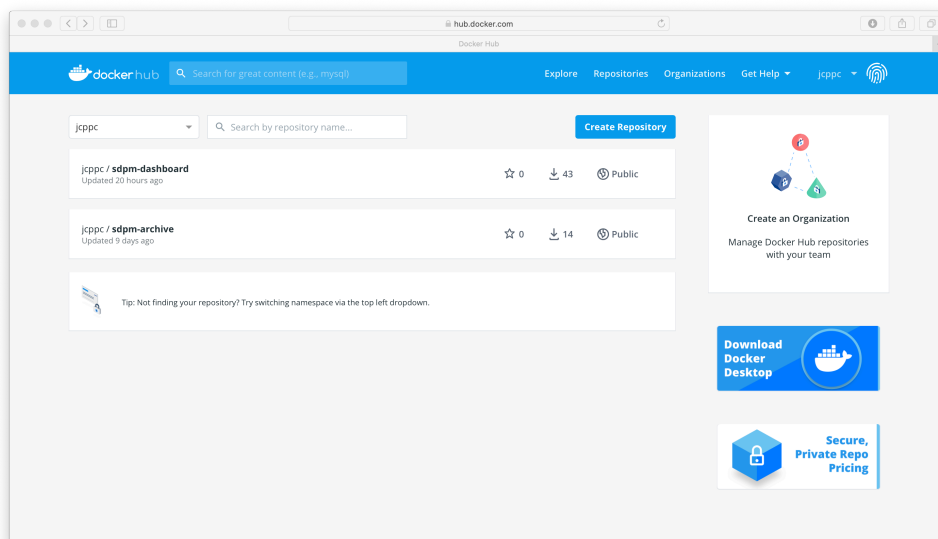 hub.docker.com
Docker Hub
dockerhub
Search for great content (e.g., mysql)
Explore
Repositories
Organizations
Get Help
jcppc
jcppc
Search by repository name...
Create Repository
jcppc / sdpm-dashboard
Updated 20 hours ago
0
43
Public
jcppc / sdpm-archive
Updated 9 days ago
0
14
Public
Tip: Not finding your repository? Try switching namespace via the top left dropdown.
Create an Organization
Manage Docker Hub repositories
with your team
Download
Docker
Desktop
Secure,
Private Repo
Pricing